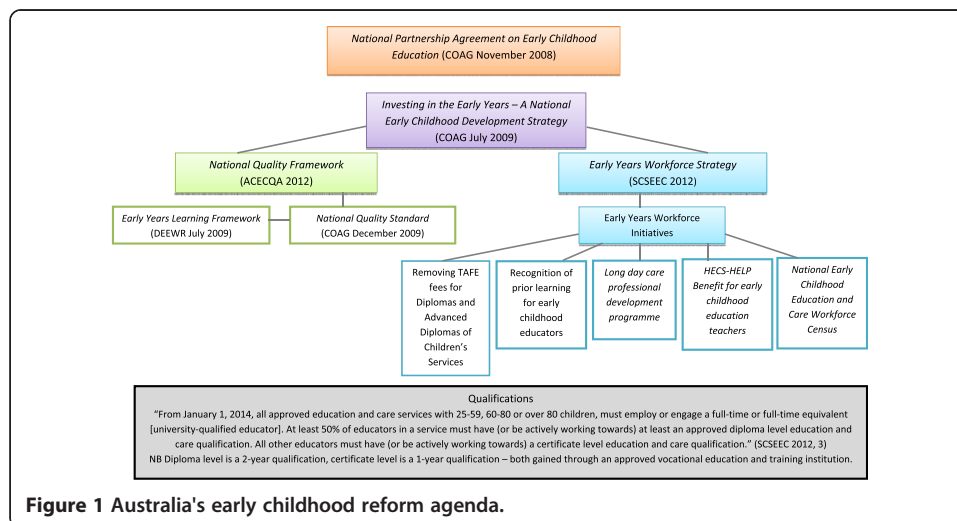 National Partnership Agreement on Early Childhood
Education (COAG November 2008)
Investing in the Early Years – A National
Early Childhood Development Strategy
(COAG July 2009)
National Quality Framework
(ACECQA 2012)
Early Years Workforce Strategy
(SCSEEC 2012)
Early Years Learning Framework
(DEEWR July 2009)
National Quality Standard
(COAG December 2009)
Early Years Workforce
Initiatives
Removing TAFE
fees for
Diplomas and
Advanced
Diplomas of
Children's
Services
Recognition of
prior learning
for early
childhood
educators
Long day care
professional
development
programme
HECS-HELP
Benefit for early
childhood
education
teachers
National Early
Childhood
Education and
Care Workforce
Census
Qualifications
"From January 1, 2014, all approved education and care services with 25-59, 60-80 or over 80 children, must employ or engage a full-time or full-time equivalent
[university-qualified educator]. At least 50% of educators in a service must have (or be actively working towards) at least an approved diploma level education and
care qualification. All other educators must have (or be actively working towards) a certificate level education and care qualification." (SCSEEC 2012, 3)
NB Diploma level is a 2-year qualification, certificate level is a 1-year qualification – both gained through an approved vocational education and training institution.
Figure 1 Australia's early childhood reform agenda.